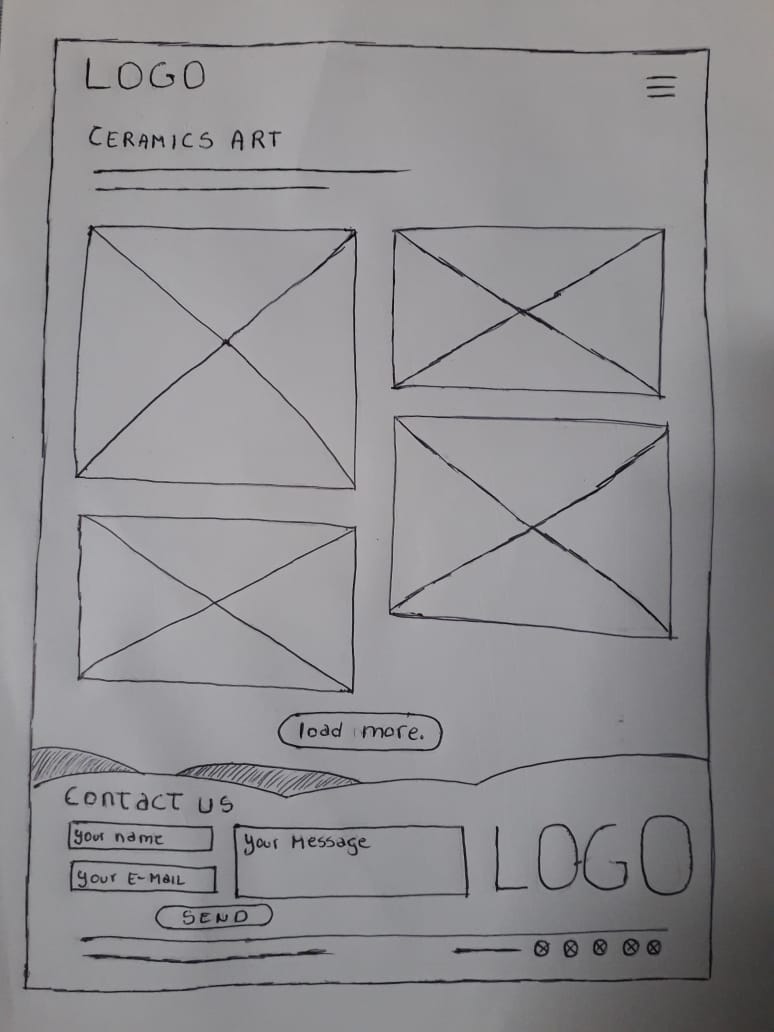 LOGO
CERAMICS ART
load more.
Contact us
your name
your E-MAIL
your Message
SEND
LOGO